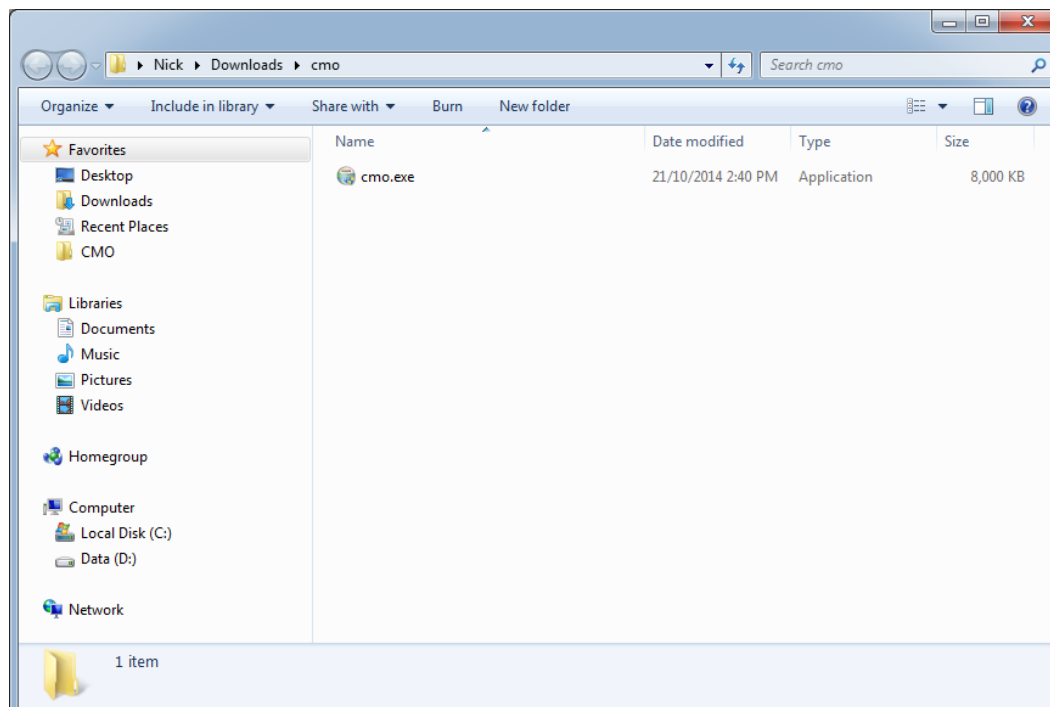 Nick Downloads cmo
Search cmo
Organize Include in library Share with Burn New folder
Name Date modified Type Size
cmo.exe 21/10/2014 2:40 PM Application 8,000 KB
Favorites
Desktop
Downloads
Recent Places
CMO
Libraries
Documents
Music
Pictures
Videos
Homegroup
Computer
Local Disk (C:)
Data (D:)
Network
1 item